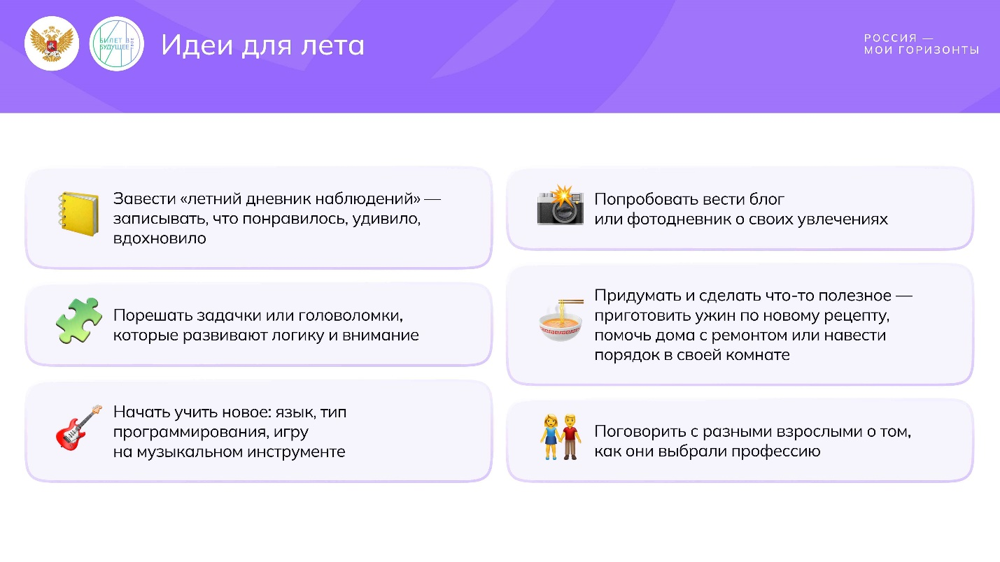 БИЛЕТ В
БУДУЩЕЕ
ТВОЁ
Идеи для лета
РОССИЯ —
МОИ ГОРИЗОНТЫ
Завести «летний дневник наблюдений» —
записывать, что понравилось, удивило,
вдохновило
Порешать задачки или головоломки,
которые развивают логику и внимание
Начать учить новое: язык, тип
программирования, игру
на музыкальном инструменте
Попробовать вести блог
или фотодневник о своих увлечениях
Придумать и сделать что-то полезное —
приготовить ужин по новому рецепту,
помочь дома с ремонтом или навести
порядок в своей комнате
Поговорить с разными взрослыми о том,
как они выбрали профессию